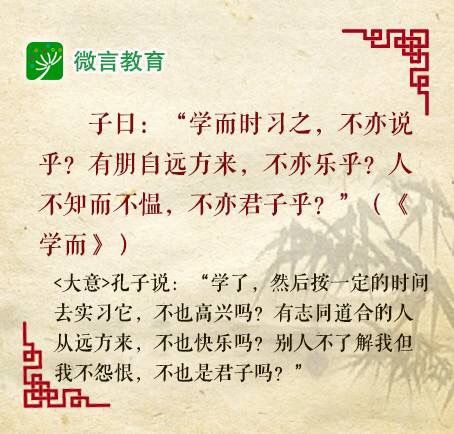 微言教育
子曰：“学而时习之，不亦说
乎？有朋自远方来，不亦乐乎？人
不知而不愠，不亦君子乎？”（《
学而》）
<大意>孔子说：“学了，然后按一定的时间
去实习它，不也高兴吗？有志同道合的人
从远方来，不也快乐吗？别人不了解我但
我不怨恨，不也是君子吗？”